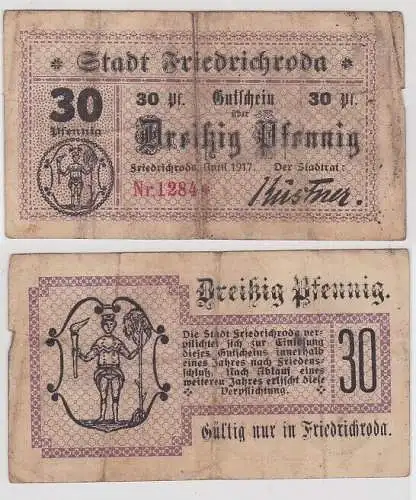 * Stadt Friedrichroda *
30 30 Pf. Gutschein 30 Pf.
über
Pfennig Dreißig Pfennig
Friedrichroda, April 1917. Der Stadtrat:
Nr. 1284 * Küstner.
Dreißig Pfennig.
Die Stadt Friedrichroda ver-
pflichtet sich zur Einlösung
dieses Gutscheins innerhalb
eines Jahres nach Friedens-
schluß. Nach Ablauf eines
weiteren Jahres erlischt diese
Verpflichtung.
30
Gültig nur in Friedrichroda.